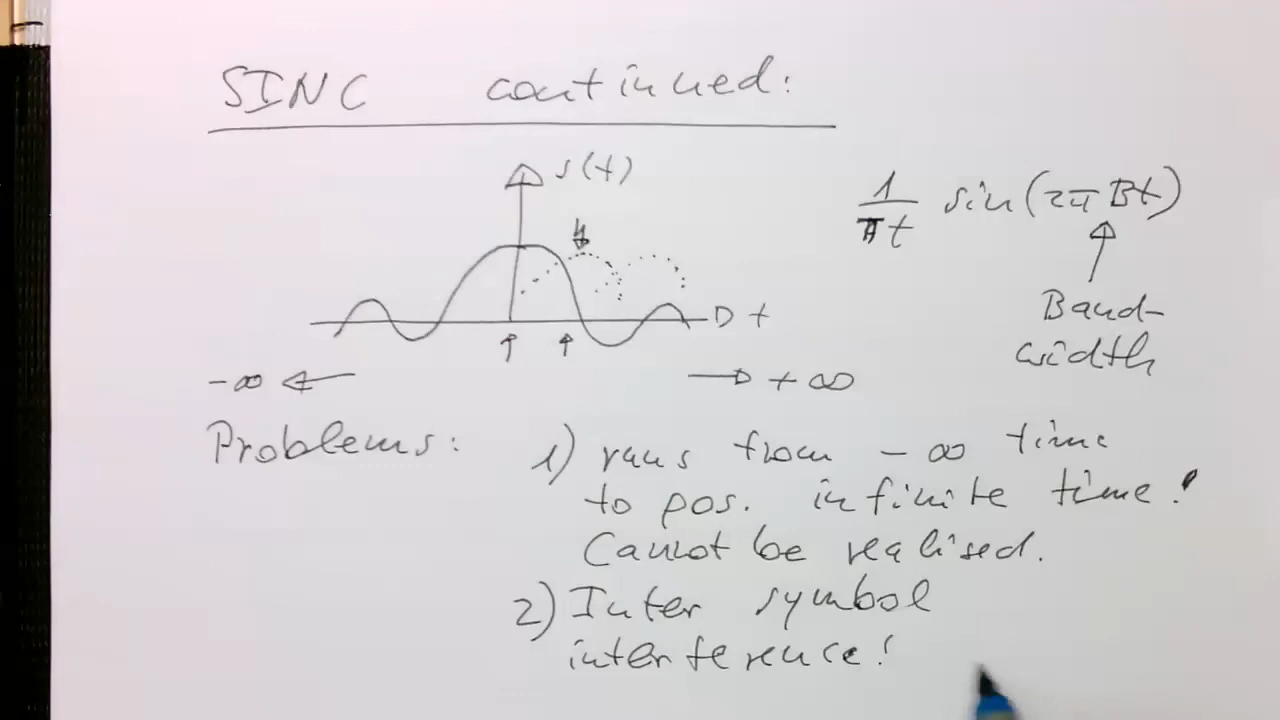 SINC continued:
s(t)
1/πt sin(2πBt)
Band-
width
t
-∞
+∞
Problems:
1) runs from -∞ time
to pos. infinite time!
Cannot be realised.
2) Inter symbol
interference!